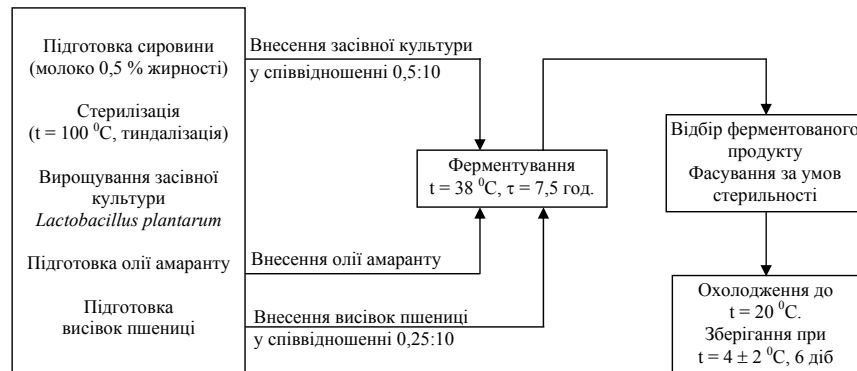 Підготовка сировини
(молоко 0,5 % жирності)
Стерилізація
(t = 100 ⁰С, тиндалізація)
Вирощування засівної
культури
Lactobacillus plantarum
Підготовка олії амаранту
Підготовка
висівок пшениці
Внесення засівної культури
у співвідношенні 0,5:10
Внесення олії амаранту
Внесення висівок пшениці
у співвідношенні 0,25:10
Ферментування
t = 38 ⁰С, τ = 7,5 год.
Відбір ферментованого
продукту
Фасування за умов
стерильності
Охолодження до
t = 20 ⁰С.
Зберігання при
t = 4 ± 2 ⁰С, 6 діб